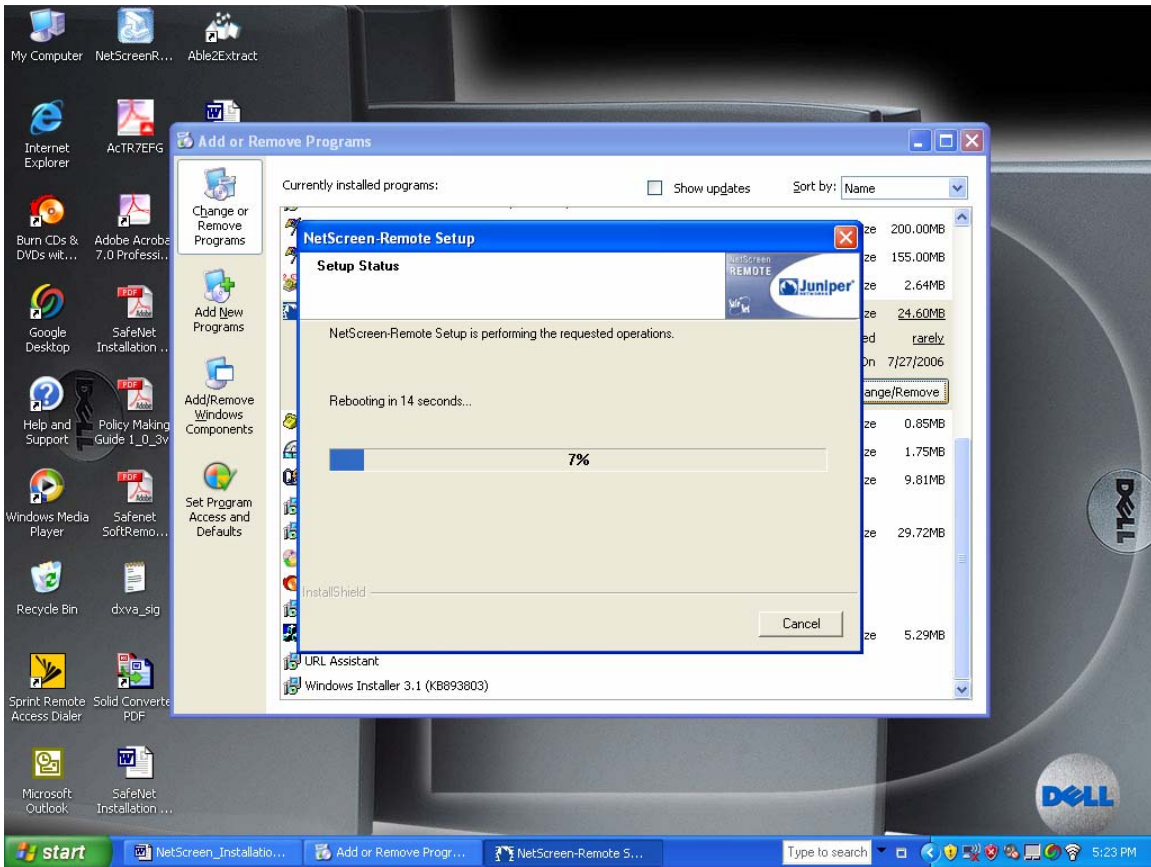 My Computer
NetScreenR...
Able2Extract
Internet
Explorer
AcTR7EFG
Burn CDs &
DVDs wit...
Adobe Acroba
7.0 Professi...
Google
Desktop
SafeNet
Installation ...
Help and
Support
Policy Making
Guide 1_0_3v
Windows Media
Player
Safenet
SoftRemo...
Recycle Bin
dxva_sig
Sprint Remote
Access Dialer
Solid Converte
PDF
Microsoft
Outlook
SafeNet
Installation ...
Add or Remove Programs
Change or
Remove
Programs
Add New
Programs
Add/Remove
Windows
Components
Set Program
Access and
Defaults
Currently installed programs:
Show updates
Sort by:
Name
ze 200.00MB
ze 155.00MB
ze 2.64MB
ze 24.60MB
ed rarely
On 7/27/2006
ange/Remove
ze 0.85MB
ze 1.75MB
ze 9.81MB
ze 29.72MB
ze 5.29MB
URL Assistant
Windows Installer 3.1 (KB893803)
NetScreen-Remote Setup
Setup Status
NetScreen
REMOTE
Juniper
NetScreen-Remote Setup is performing the requested operations.
Rebooting in 14 seconds...
7%
InstallShield
Cancel
DELL
DELL
start
NetScreen_Installatio...
Add or Remove Progr...
NetScreen-Remote S...
Type to search
5:23 PM